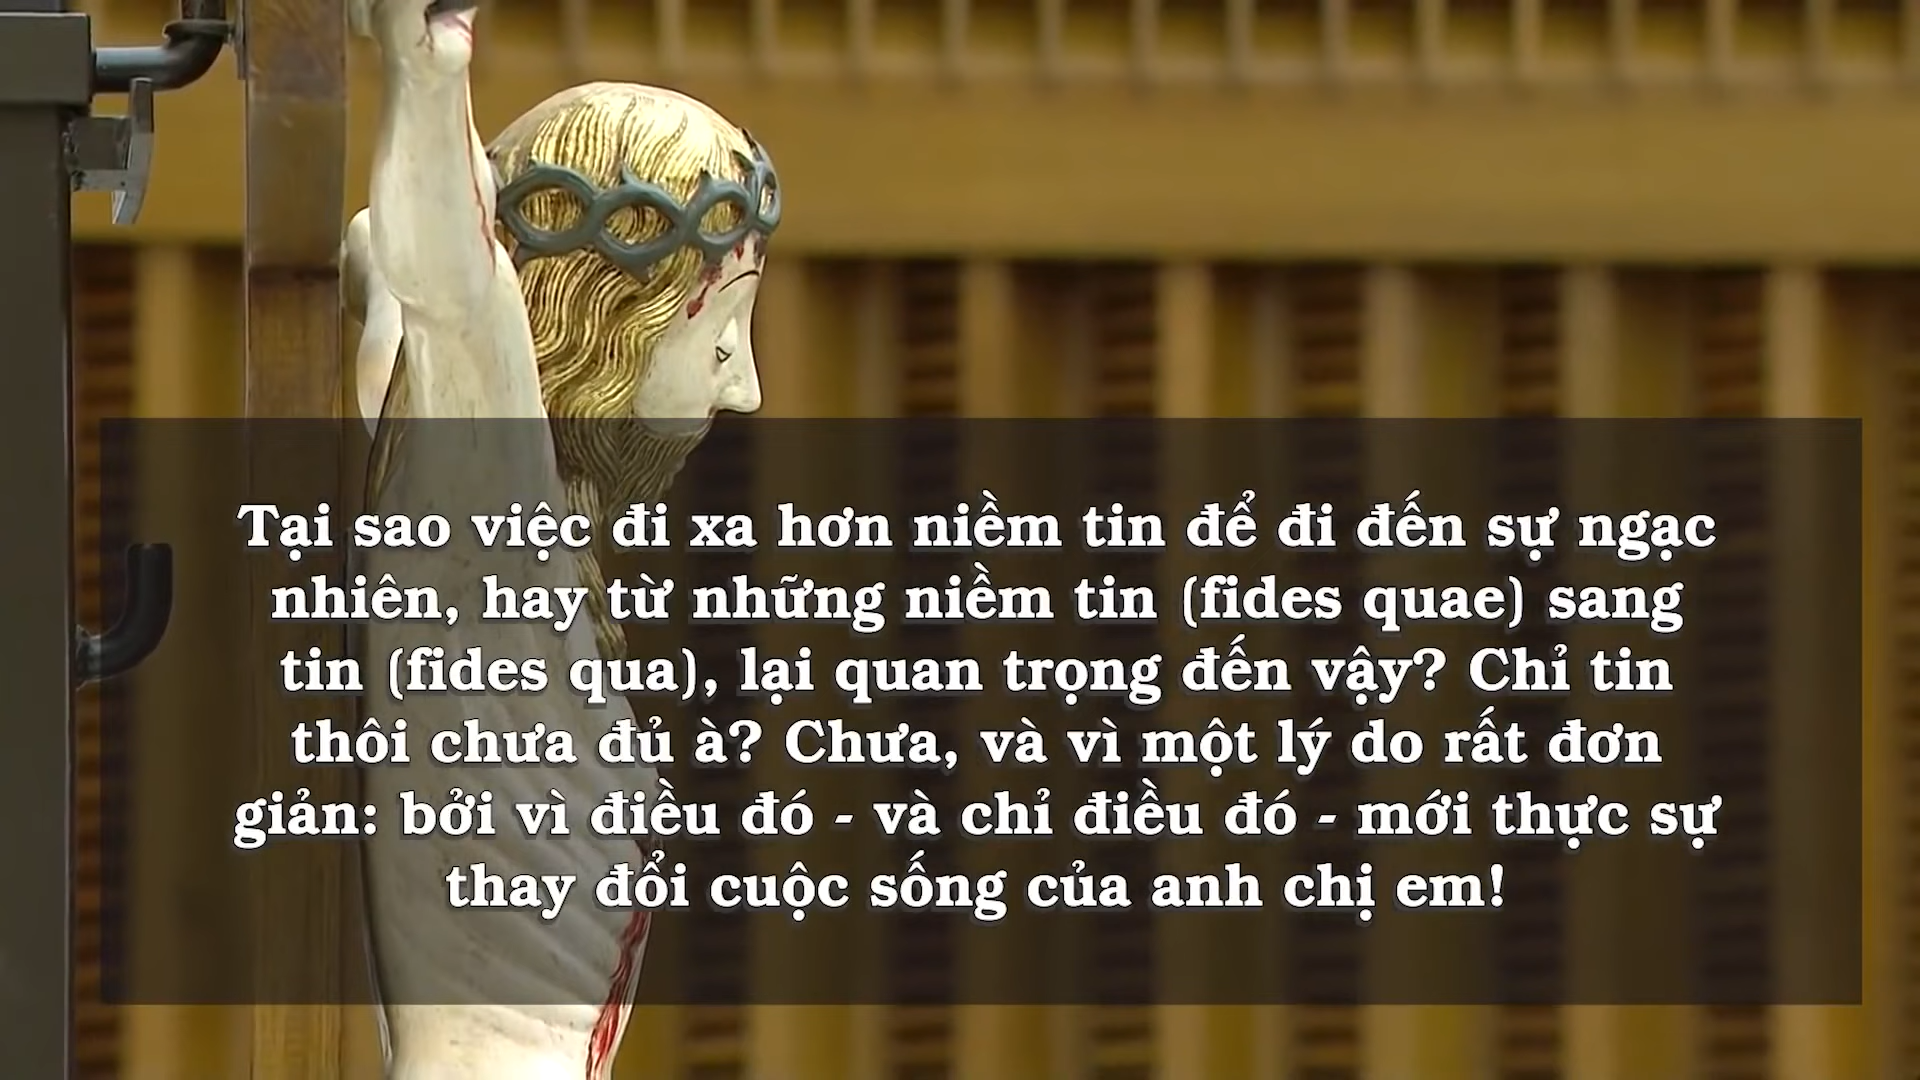 Tại sao việc đi xa hơn niềm tin để đi đến sự ngạc
nhiên, hay từ những niềm tin (fides quae) sang
tin (fides qua), lại quan trọng đến vậy? Chỉ tin
thôi chưa đủ à? Chưa, và vì một lý do rất đơn
giản: bởi vì điều đó - và chỉ điều đó - mới thực sự
thay đổi cuộc sống của anh chị em!